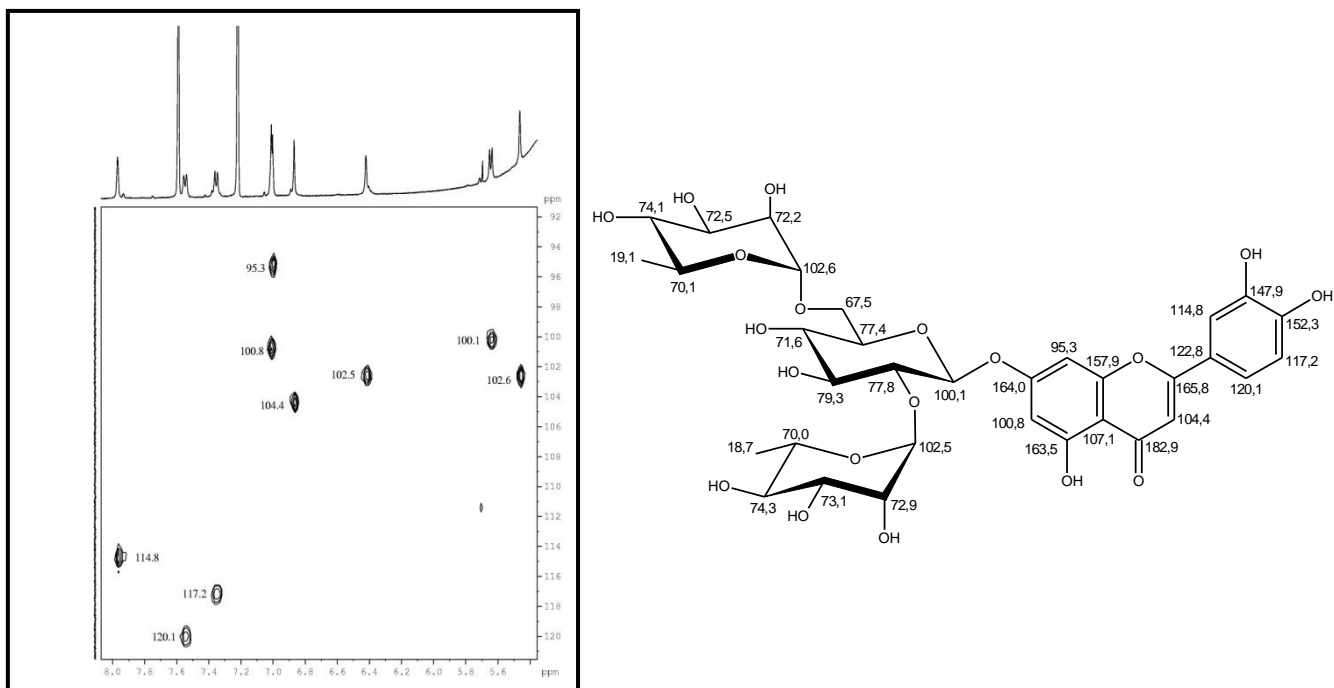 ppm
92
94
95.3
96
98
100.1
100
100.8
102.5
102.6
102
104.4
104
106
108
110
112
114.8
114
117.2
116
118
120.1
120
8.0 7.8 7.6 7.4 7.2 7.0 6.8 6.6 6.4 6.2 6.0 5.8 5.6 ppm
OH
HO 74,1 HO 72,5 72,2
19,1 O 102,6
70,1
O 67,5
HO 77,4 O
71,6
HO 77,8 O
79,3 100,1
O
18,7 70,0 O 102,5
HO 74,3 HO 73,1 72,9
OH
OH
114,8 147,9 OH
152,3
95,3 157,9 O 122,8 117,2
164,0 165,8 120,1
100,8 104,4
163,5 107,1 182,9
OH O